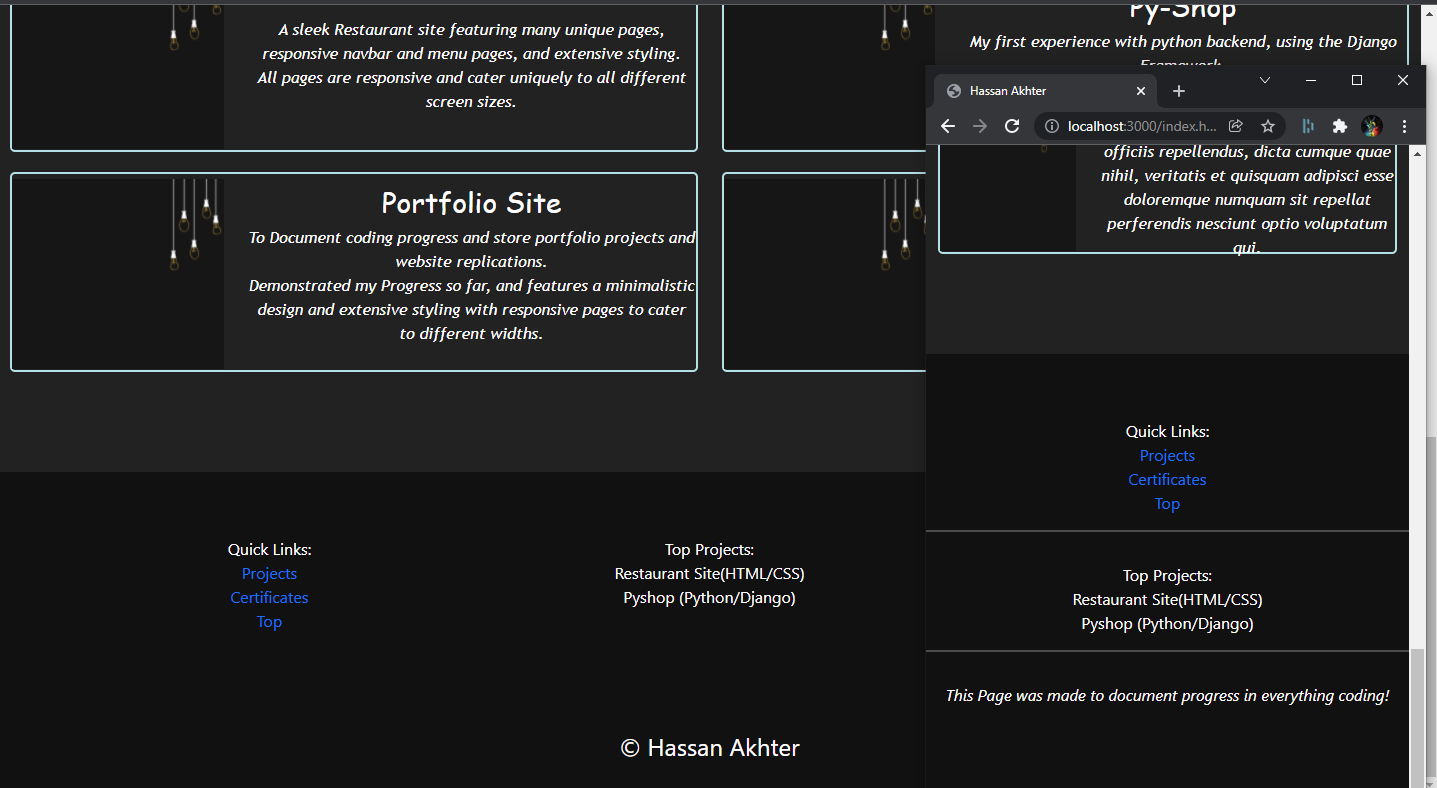 A sleek Restaurant site featuring many unique pages,
responsive navbar and menu pages, and extensive styling.
All pages are responsive and cater uniquely to all different
screen sizes.
Py-Shop
My first experience with python backend, using the Django
Framework
Portfolio Site
To Document coding progress and store portfolio projects and
website replications.
Demonstrated my Progress so far, and features a minimalistic
design and extensive styling with responsive pages to cater
to different widths.
Quick Links:
Projects
Certificates
Top
Top Projects:
Restaurant Site(HTML/CSS)
Pyshop (Python/Django)
© Hassan Akhter
Hassan Akhter
localhost:3000/index.h...
officiis repellendus, dicta cumque quae
nihil, veritatis et quisquam adipisci esse
doloremque numquam sit repellat
perferendis nesciunt optio voluptatum
qui.
Quick Links:
Projects
Certificates
Top
Top Projects:
Restaurant Site(HTML/CSS)
Pyshop (Python/Django)
This Page was made to document progress in everything coding!